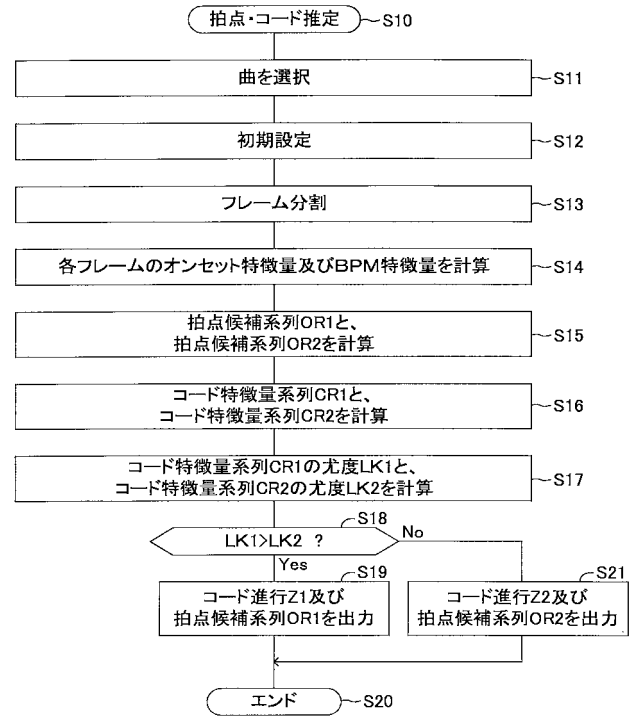 拍点・コード推定 S10
曲を選択 S11
初期設定 S12
フレーム分割 S13
各フレームのオンセット特徴量及びBPM特徴量を計算 S14
拍点候補系列OR1と、
拍点候補系列OR2を計算 S15
コード特徴量系列CR1と、
コード特徴量系列CR2を計算 S16
コード特徴量系列CR1の尤度LK1と、
コード特徴量系列CR2の尤度LK2を計算 S17
S18
LK1>LK2 ? No
Yes S19 S21
コード進行Z1及び
拍点候補系列OR1を出力
コード進行Z2及び
拍点候補系列OR2を出力
エンド S20